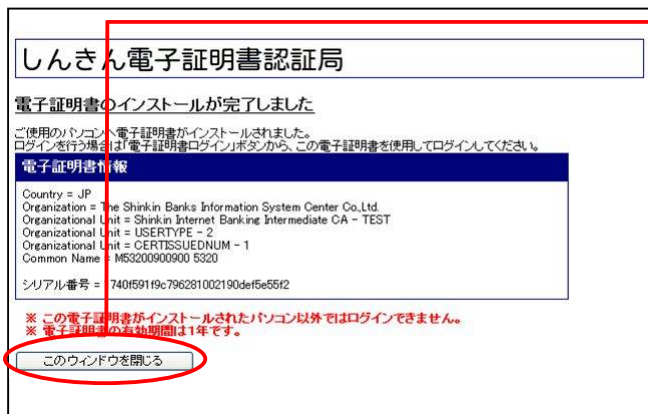 しんきん電子証明書認証局
電子証明書のインストールが完了しました
ご使用のパソコンへ電子証明書がインストールされました。
ログインを行う場合は「電子証明書ログイン」ボタンから、この電子証明書を使用してログインしてください。
電子証明書情報
Country = JP
Organization = The Shinkin Banks Information System Center Co.,Ltd.
Organizational Unit = Shinkin Internet Banking Intermediate CA - TEST
Organizational Unit = USERTYPE - 2
Organizational Unit = CERTISSUEDNUM - 1
Common Name = M53200900900 5320
シリアル番号 = 740f591f9c796281002190def5e55f2
※ この電子証明書がインストールされたパソコン以外ではログインできません。
※ 電子証明書の有効期間は1年です。
このウィンドウを閉じる